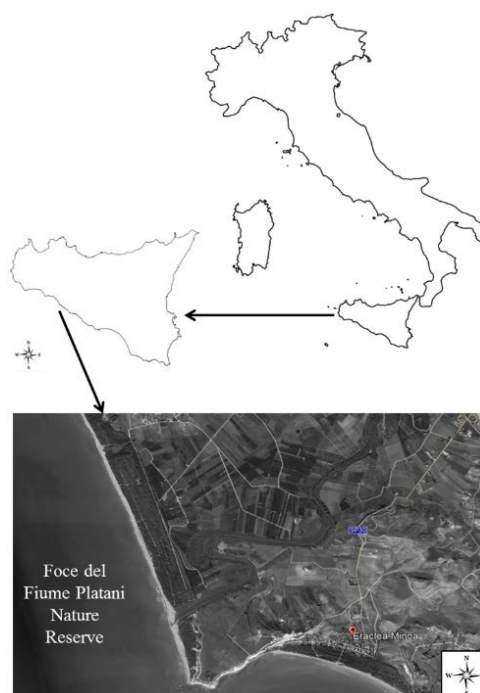 Foce del
Fiume Platani
Nature
Reserve
Eraclea Minoa
N
W
E
S